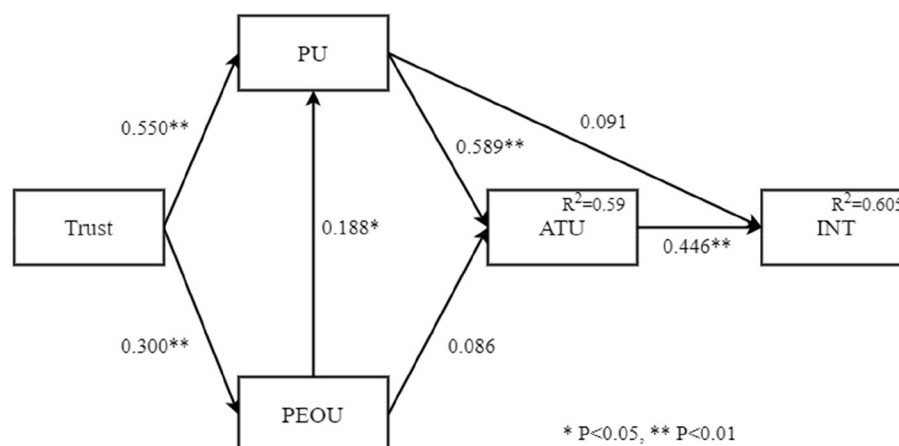 PU
0.550**
0.091
0.589**
Trust
0.188*
R²=0.59
ATU
0.446**
R²=0.605
INT
0.300**
0.086
PEOU
* P<0.05, ** P<0.01